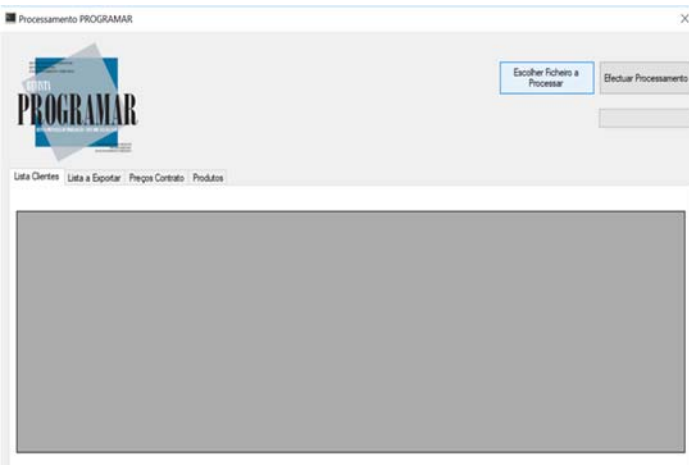 Processamento PROGRAMAR
Escolher Ficheiro a
Processar
Efectuar Processamento
PROGRAMAR
Lista Clientes
Lista a Exportar
Preços Contrato
Produtos